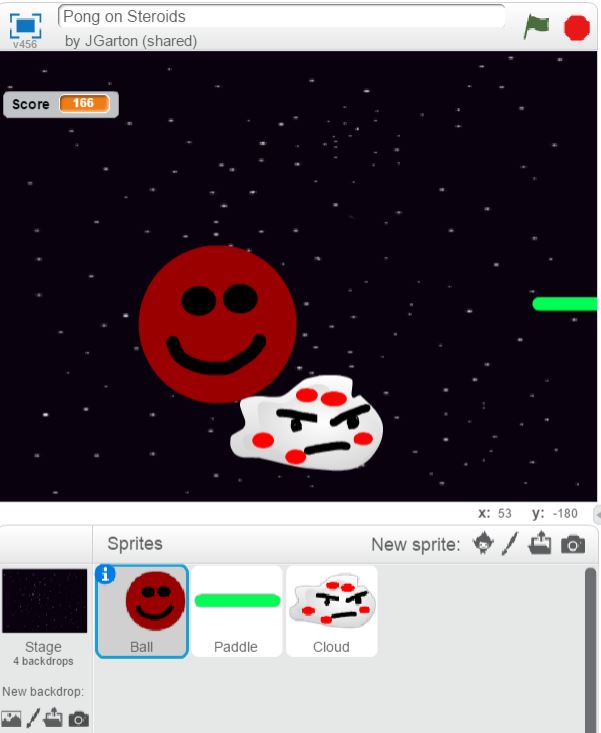 Pong on Steroids
v456
by JGarton (shared)
Score 166
x: 53 y: -180
Sprites
New sprite:
Stage
4 backdrops
Ball
Paddle
Cloud
New backdrop: